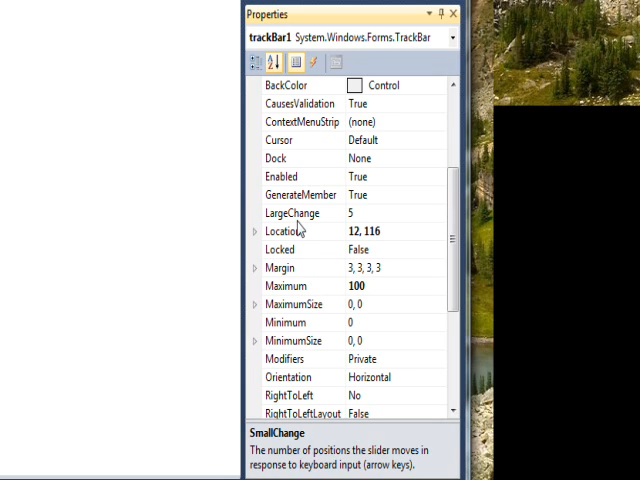 Properties
trackBar1 System.Windows.Forms.TrackBar
BackColor Control
CausesValidation True
ContextMenuStrip (none)
Cursor Default
Dock None
Enabled True
GenerateMember True
LargeChange 5
Location 12, 116
Locked False
Margin 3, 3, 3, 3
Maximum 100
MaximumSize 0, 0
Minimum 0
MinimumSize 0, 0
Modifiers Private
Orientation Horizontal
RightToLeft No
RightToLeftLayout False
SmallChange
The number of positions the slider moves in
response to keyboard input (arrow keys).